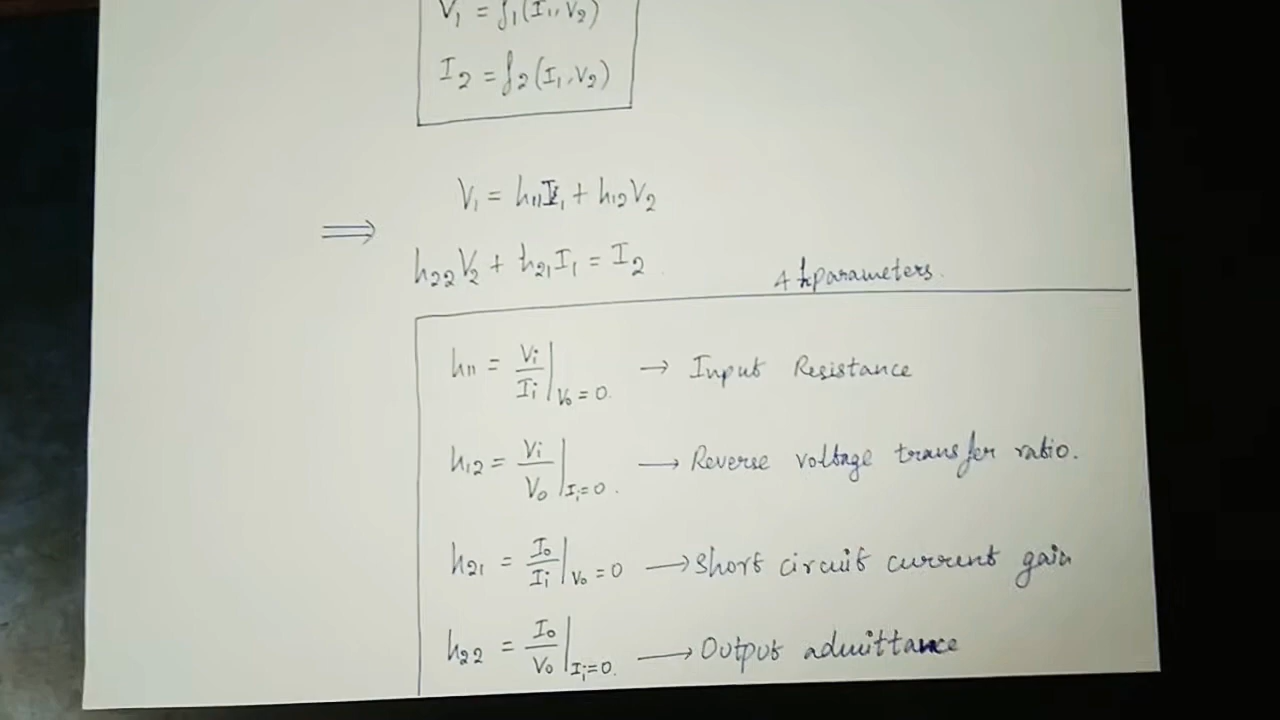 V₁ = f₁(I₁, V₂)
I₂ = f₂(I₁, V₂)
⟹
V₁ = h₁₁I₁ + h₁₂V₂
h₂₂V₂ + h₂₁I₁ = I₂
4 h parameters.
h₁₁ = Vi/Ii |V₀ = 0. → Input Resistance
h₁₂ = Vi/V₀ |Ii = 0. → Reverse voltage transfer ratio.
h₂₁ = I₀/Ii |V₀ = 0 → Short circuit current gain
h₂₂ = I₀/V₀ |Ii = 0. → Output admittance